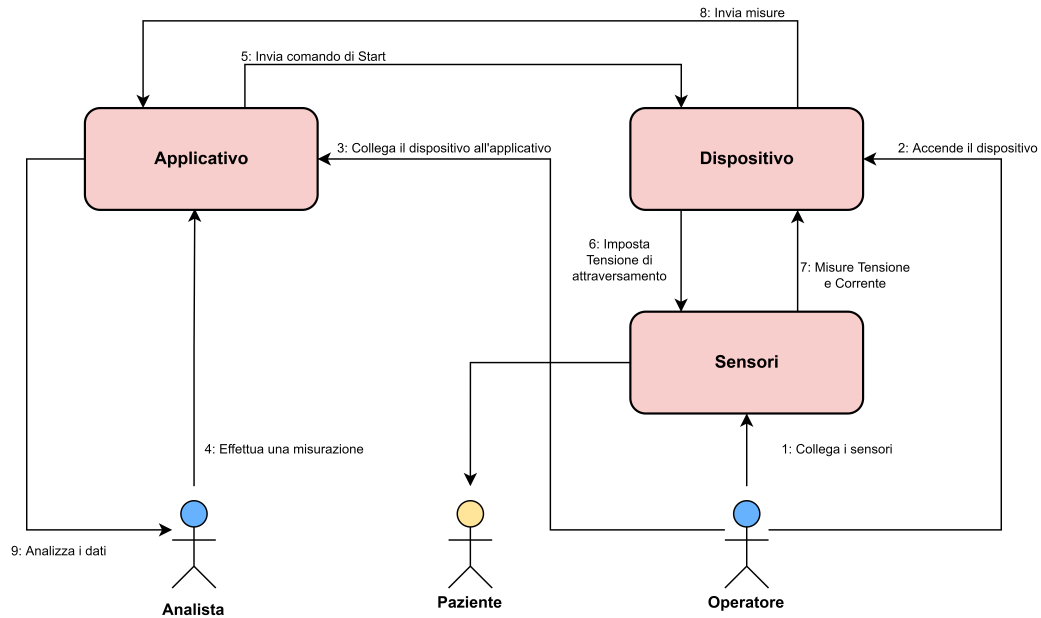 8: Invia misure
5: Invia comando di Start
3: Collega il dispositivo all'applicativo
2: Accende il dispositivo
Applicativo
Dispositivo
6: Imposta
Tensione di
attraversamento
7: Misure Tensione
e Corrente
Sensori
4: Effettua una misurazione
1: Collega i sensori
9: Analizza i dati
Analista
Paziente
Operatore